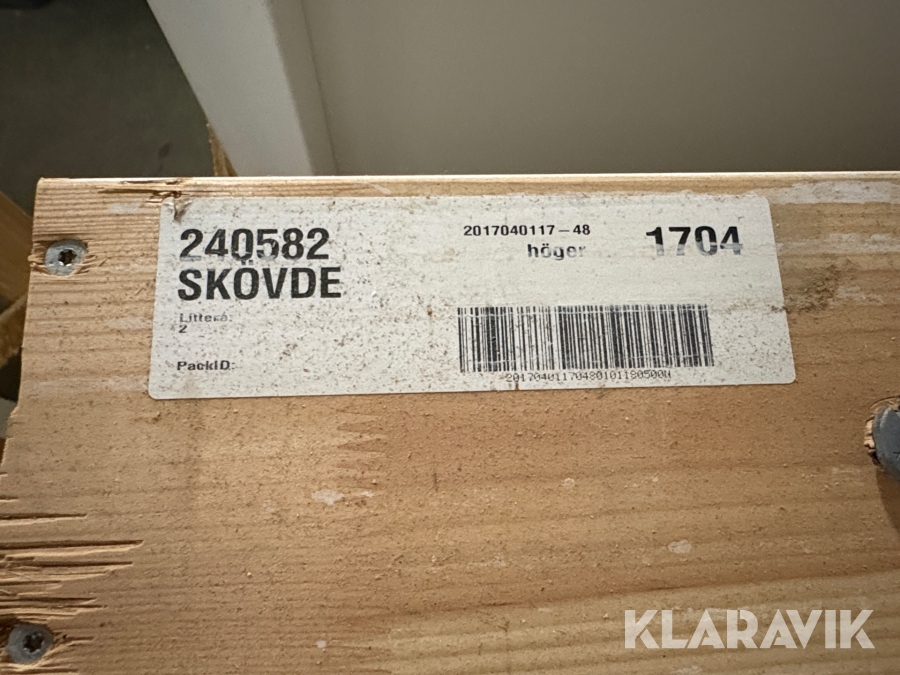 240582
SKÖVDE
Littera:
2
PackID:
2017040117-48
höger
1704
KLARAVIK